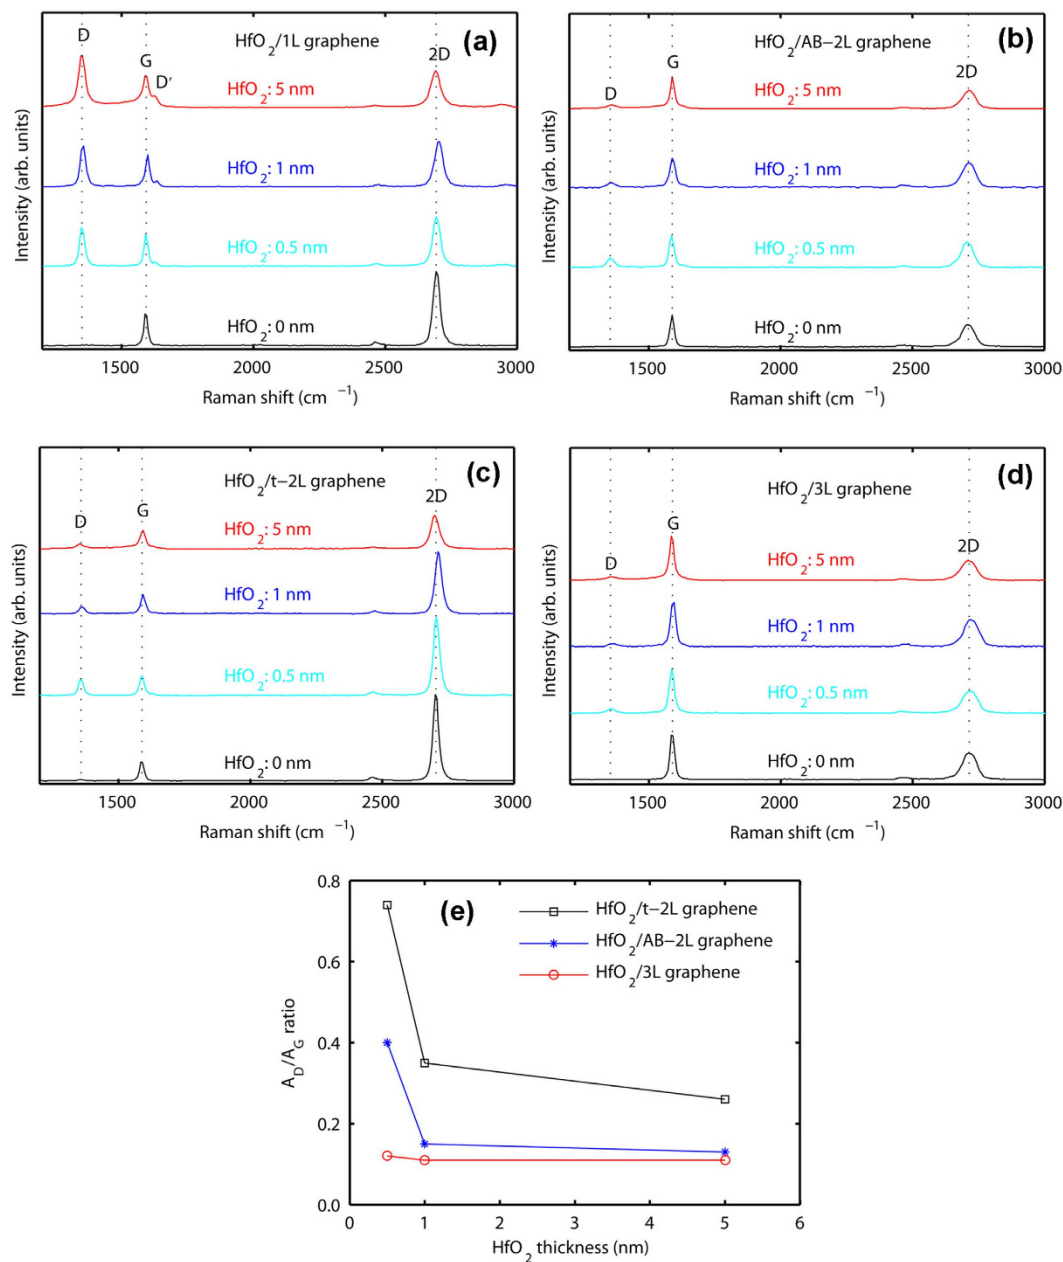 HfO2/1L graphene
(a)
D
G
D'
2D
HfO2: 5 nm
HfO2: 1 nm
HfO2: 0.5 nm
HfO2: 0 nm
Intensity (arb. units)
1500 2000 2500 3000
Raman shift (cm −1)
HfO2/AB−2L graphene
(b)
D
G
2D
HfO2: 5 nm
HfO2: 1 nm
HfO2: 0.5 nm
HfO2: 0 nm
Intensity (arb. units)
1500 2000 2500 3000
Raman shift (cm −1)
HfO2/t−2L graphene
(c)
D
G
2D
HfO2: 5 nm
HfO2: 1 nm
HfO2: 0.5 nm
HfO2: 0 nm
Intensity (arb. units)
1500 2000 2500 3000
Raman shift (cm −1)
HfO2/3L graphene
(d)
D
G
2D
HfO2: 5 nm
HfO2: 1 nm
HfO2: 0.5 nm
HfO2: 0 nm
Intensity (arb. units)
1500 2000 2500 3000
Raman shift (cm −1)
(e)
HfO2/t−2L graphene
HfO2/AB−2L graphene
HfO2/3L graphene
AD/AG ratio
0.8
0.6
0.4
0.2
0.0
0 1 2 3 4 5 6
HfO2 thickness (nm)